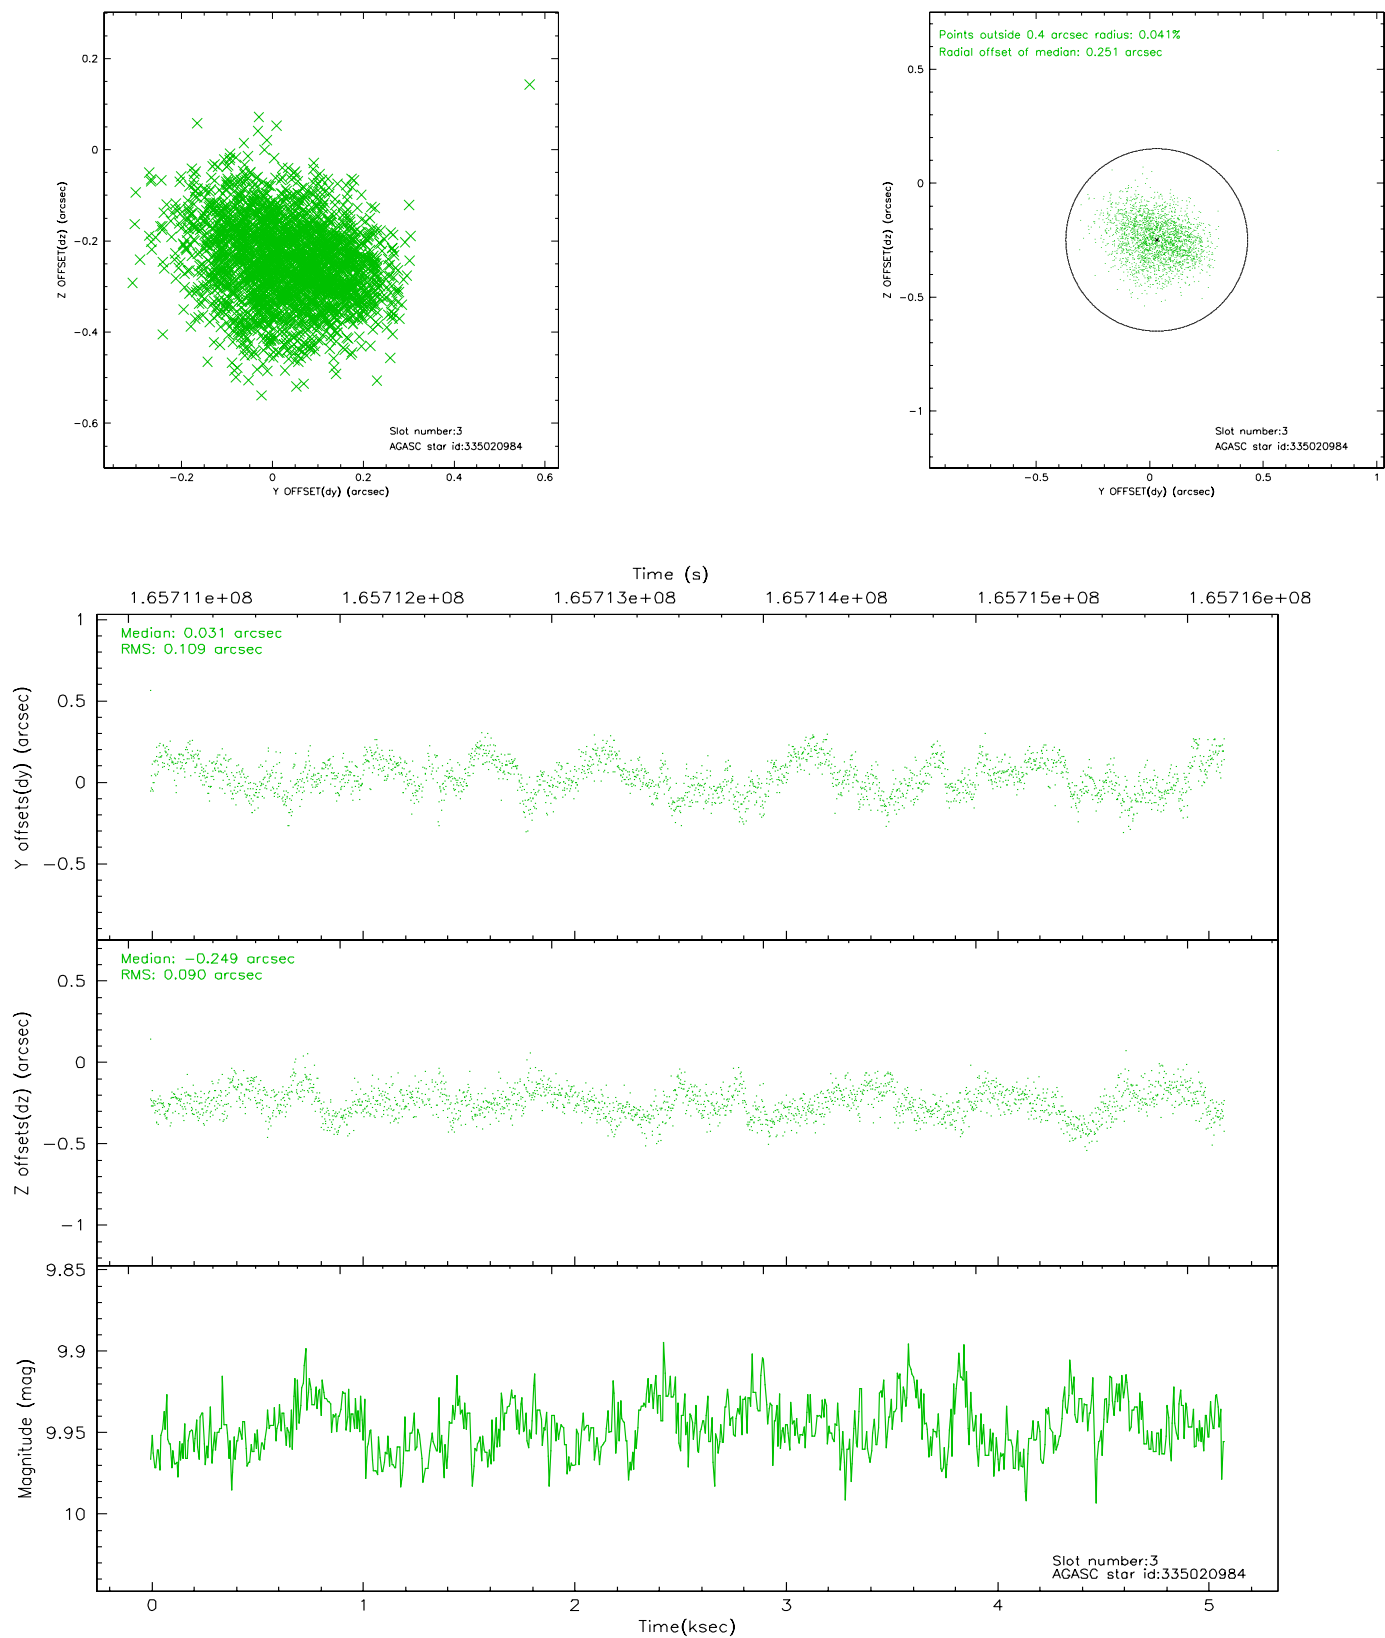 0.2
0
−0.2
−0.4
−0.6
Z OFFSET(dz) (arcsec)
Slot number:3
AGASC star id:335020984
−0.2 0 0.2 0.4 0.6
Y OFFSET(dy) (arcsec)
Points outside 0.4 arcsec radius: 0.041%
Radial offset of median: 0.251 arcsec
0.5
0
−0.5
−1
Z OFFSET(dz) (arcsec)
Slot number:3
AGASC star id:335020984
−0.5 0 0.5 1
Y OFFSET(dy) (arcsec)
Time (s)
1.65711e+08 1.65712e+08 1.65713e+08 1.65714e+08 1.65715e+08 1.65716e+08
Median: 0.031 arcsec
RMS: 0.109 arcsec
1
0.5
0
−0.5
Y offsets(dy) (arcsec)
Median: −0.249 arcsec
RMS: 0.090 arcsec
0.5
0
−0.5
−1
Z offsets(dz) (arcsec)
9.85
9.9
9.95
10
Magnitude (mag)
Slot number:3
AGASC star id:335020984
0 1 2 3 4 5
Time(ksec)